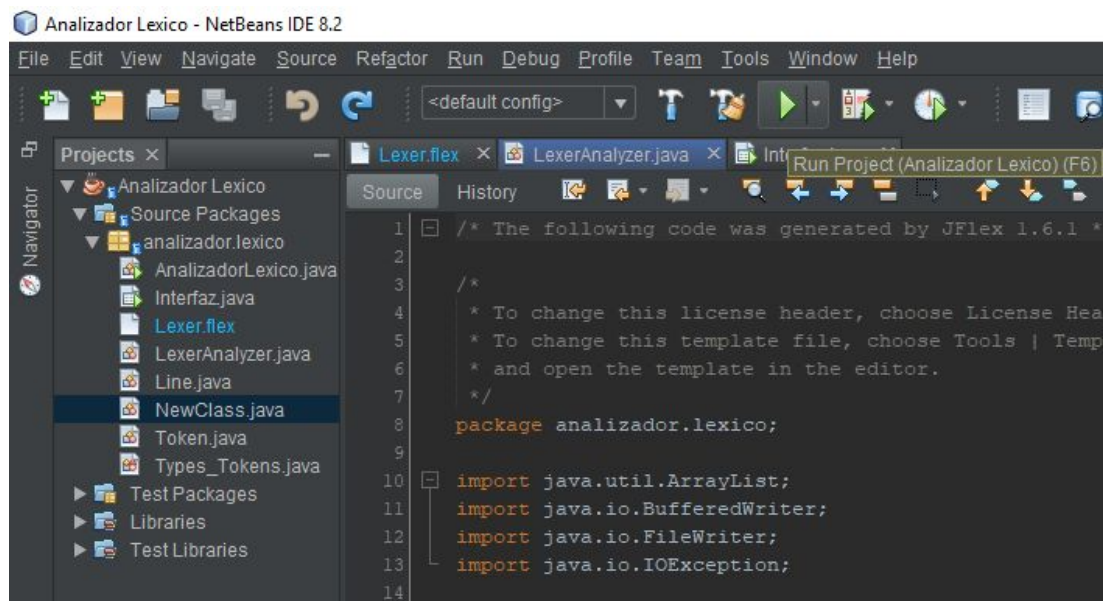 Analizador Lexico - NetBeans IDE 8.2
File Edit View Navigate Source Refactor Run Debug Profile Team Tools Window Help
<default config>
Projects
Lexer.flex LexerAnalyzer.java
Run Project (Analizador Lexico) (F6)
Navigator
Analizador Lexico
Source Packages
analizador.lexico
AnalizadorLexico.java
Interfaz.java
Lexer.flex
LexerAnalyzer.java
Line.java
NewClass.java
Token.java
Types_Tokens.java
Test Packages
Libraries
Test Libraries
Source History
1 /* The following code was generated by JFlex 1.6.1 *
2
3 /*
4 * To change this license header, choose License Hea
5 * To change this template file, choose Tools | Temp
6 * and open the template in the editor.
7 */
8 package analizador.lexico;
9
10 import java.util.ArrayList;
11 import java.io.BufferedWriter;
12 import java.io.FileWriter;
13 import java.io.IOException;
14